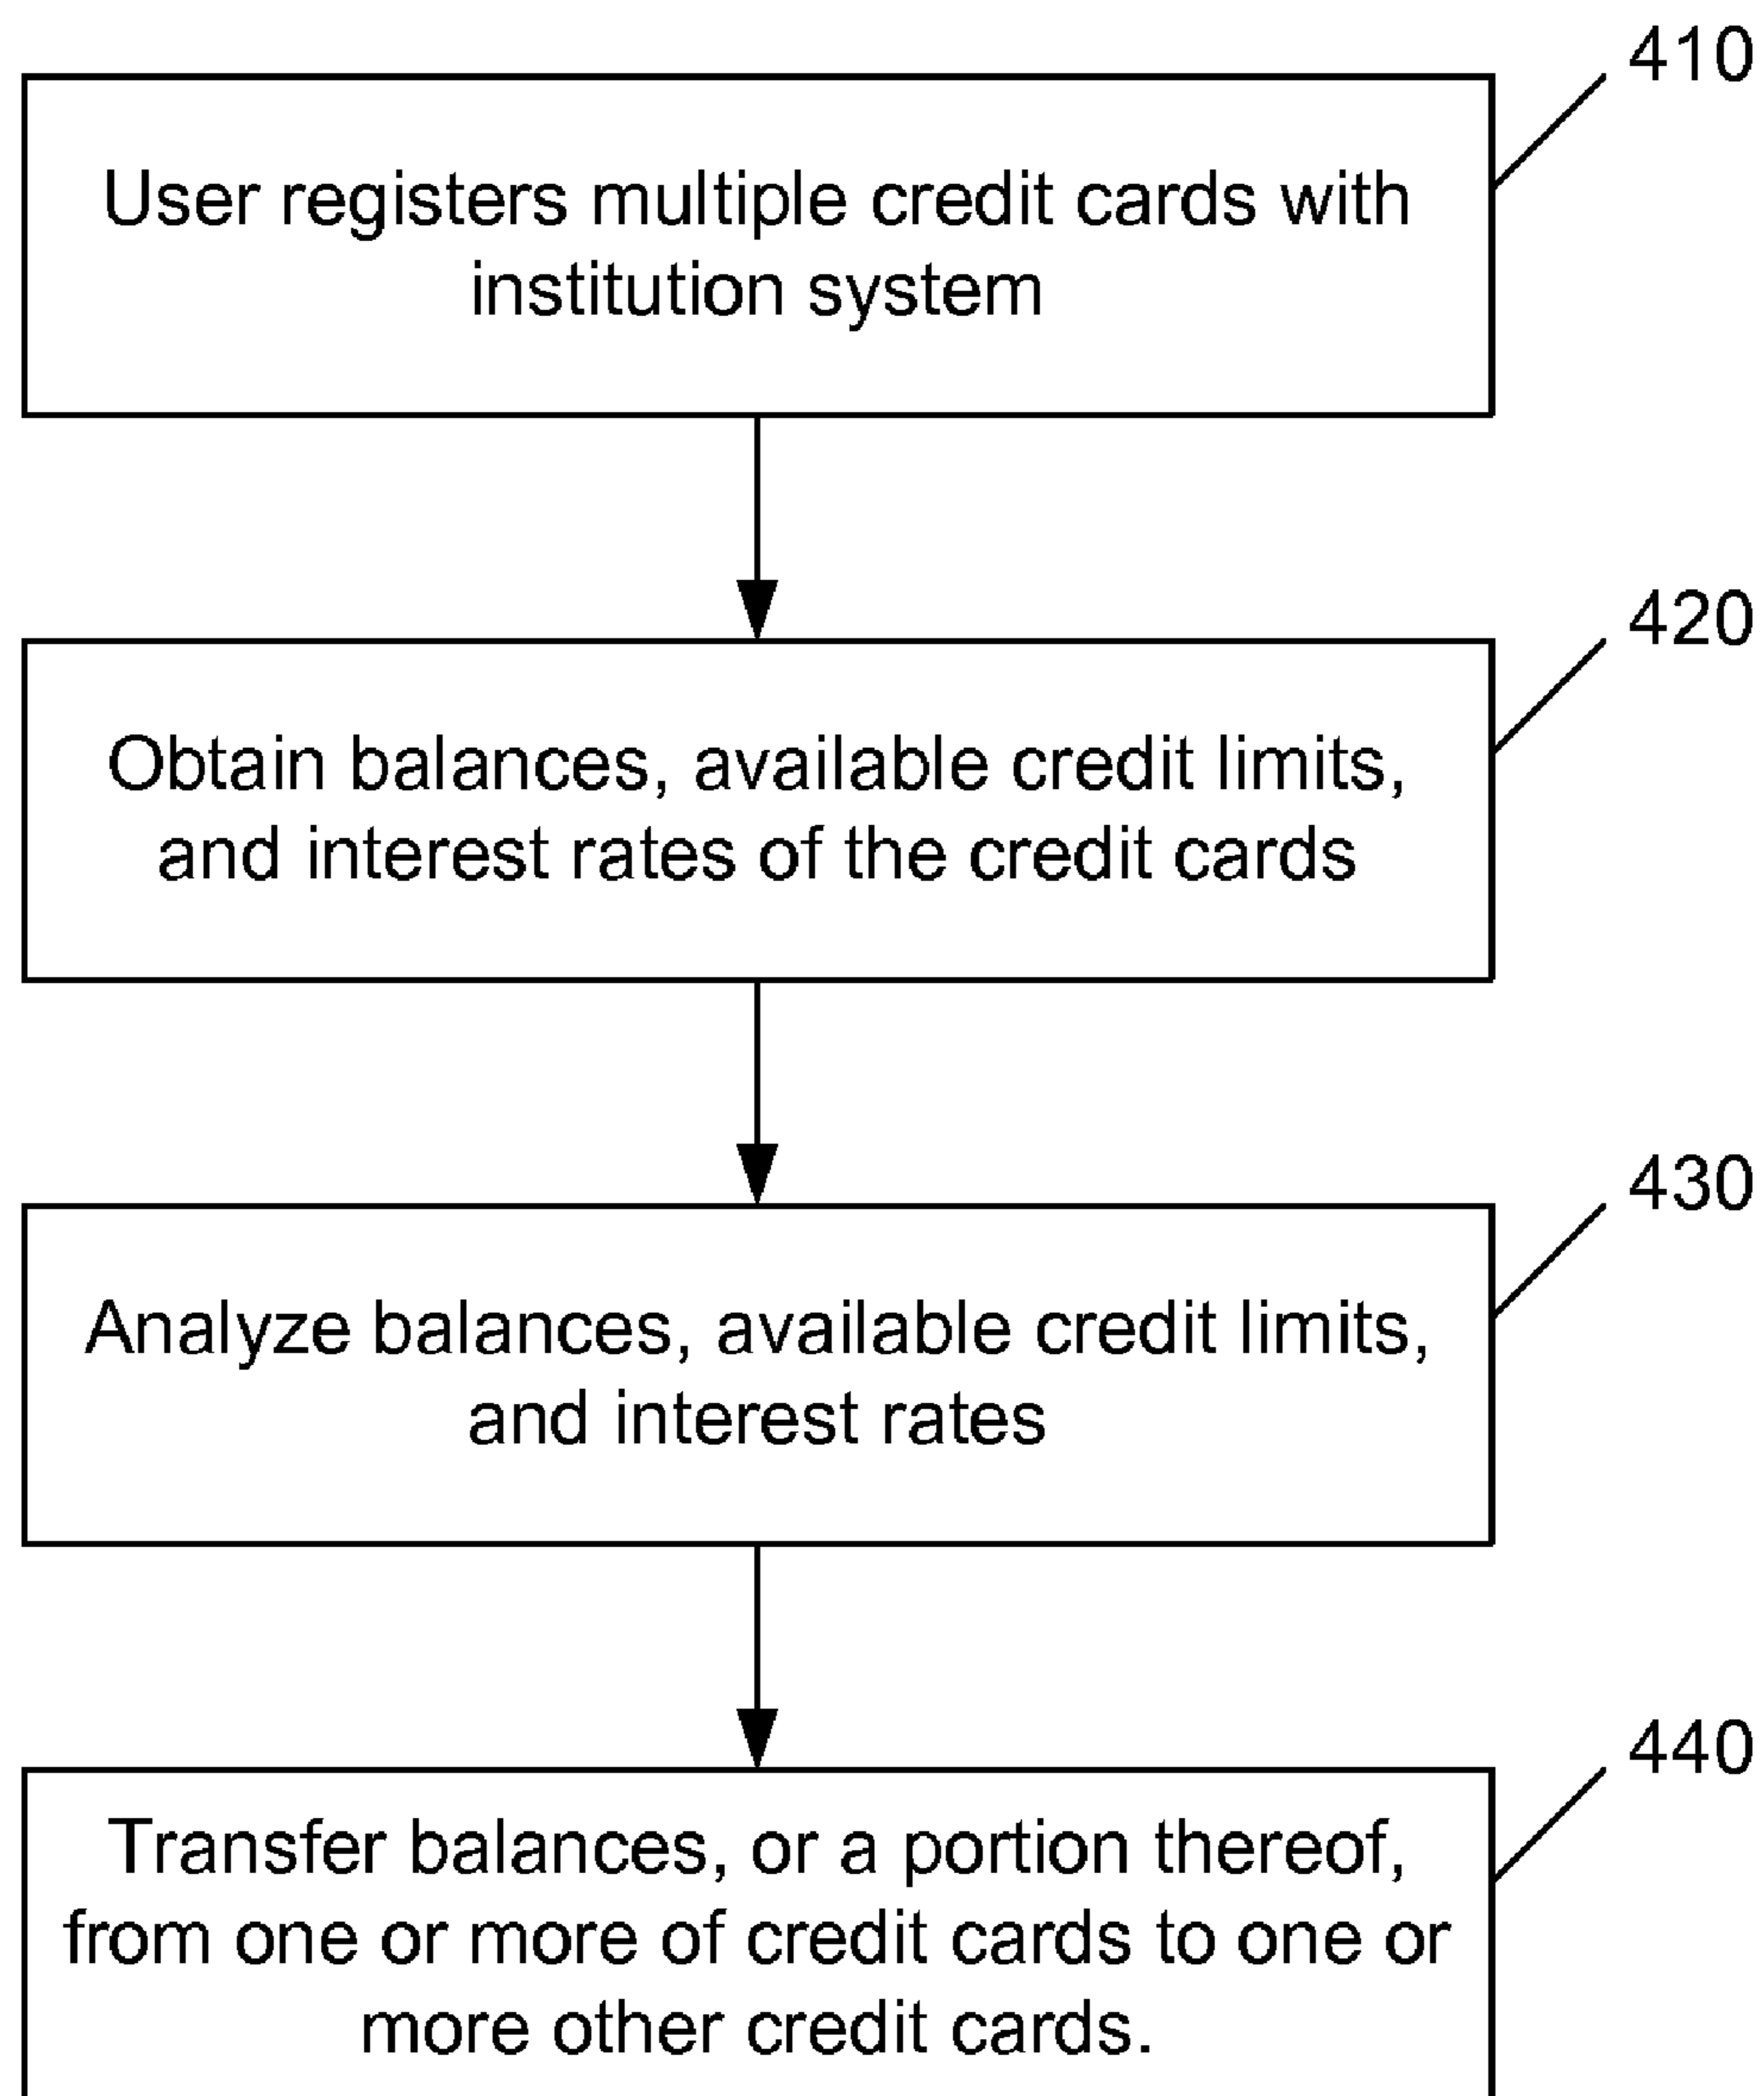 410
User registers multiple credit cards with
institution system
420
Obtain balances, available credit limits,
and interest rates of the credit cards
430
Analyze balances, available credit limits,
and interest rates
440
Transfer balances, or a portion thereof,
from one or more of credit cards to one or
more other credit cards.